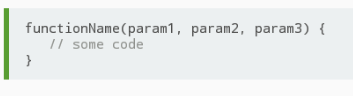 functionName(param1, param2, param3) {
   // some code
}